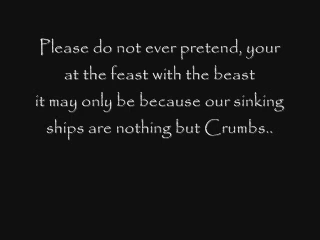 Please do not ever pretend, your
at the feast with the beast
it may only be because our sinking
ships are nothing but Crumbs..